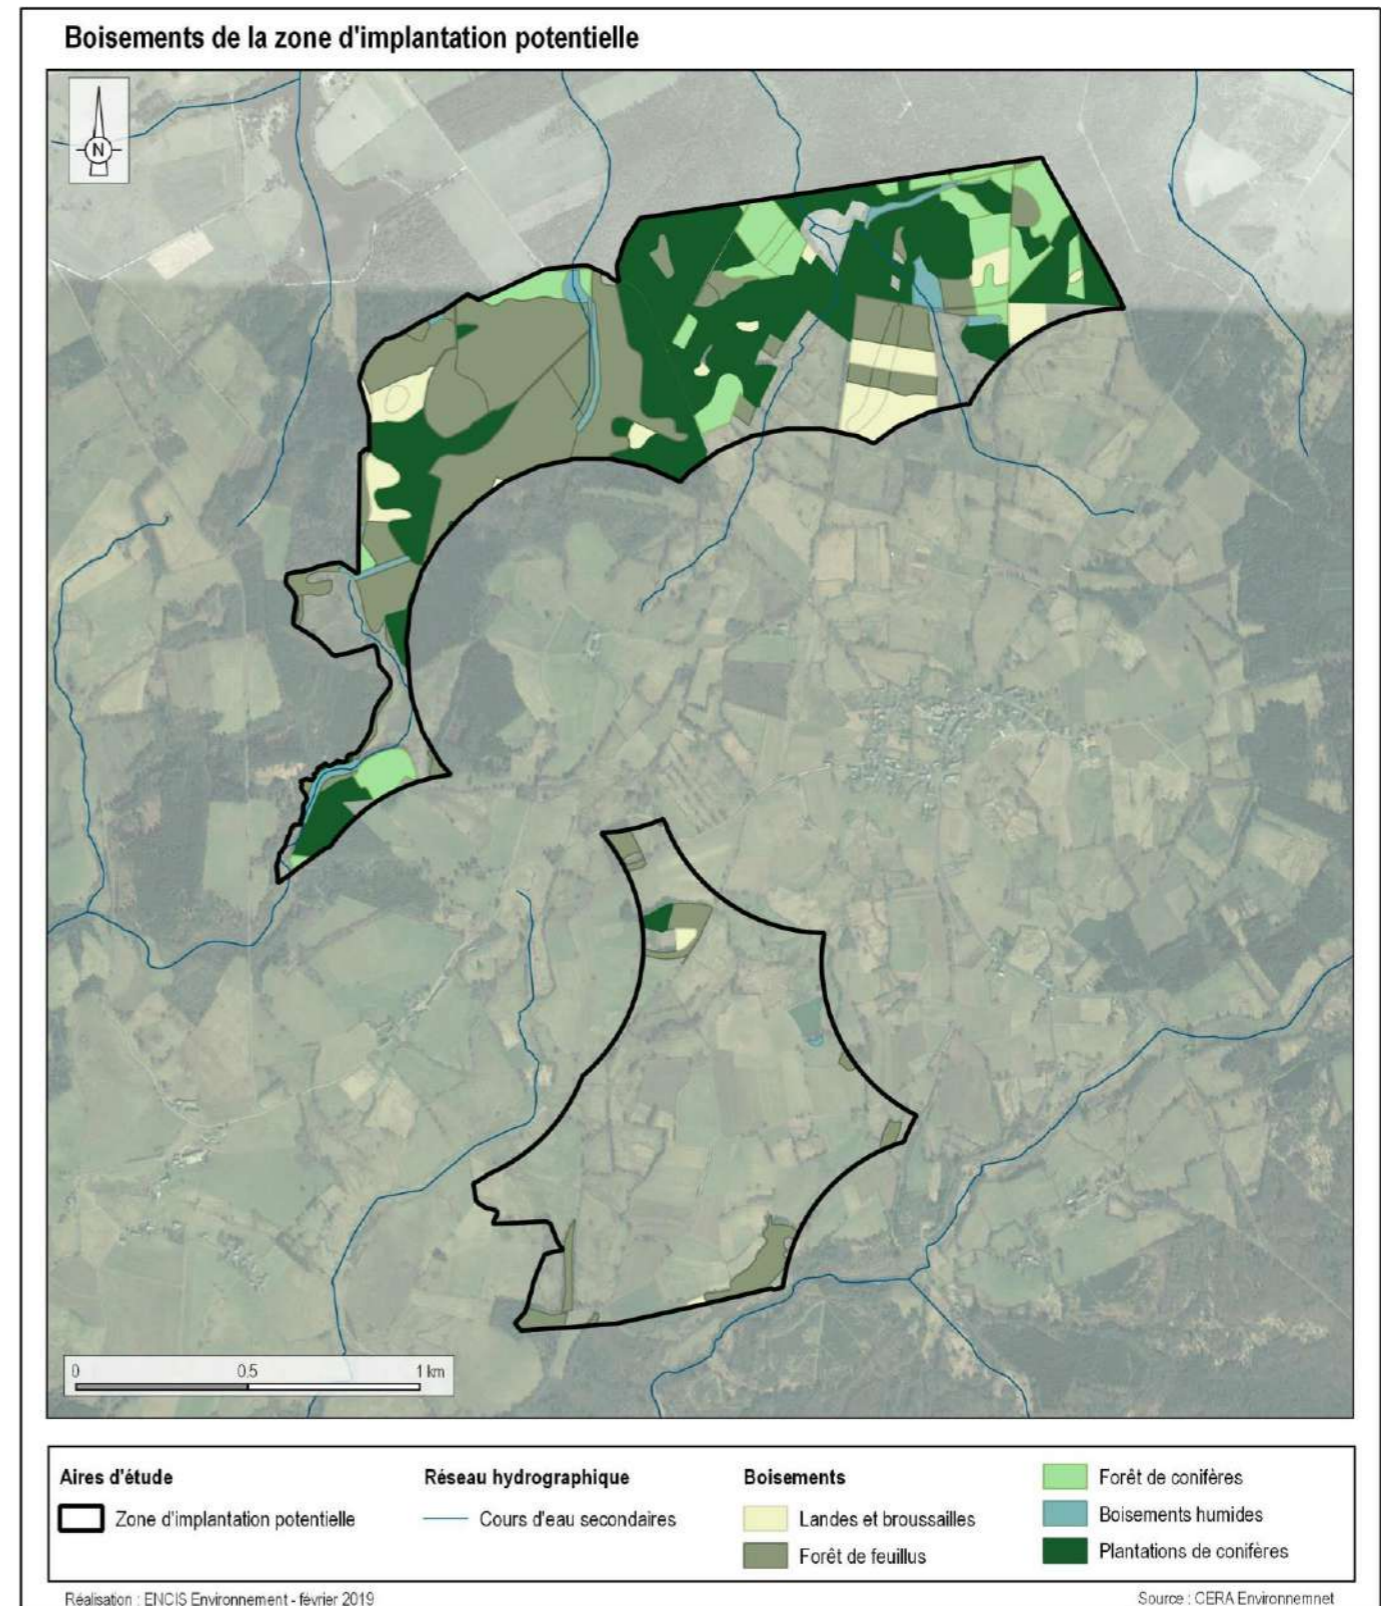 Boisements de la zone d'implantation potentielle
N
0 0,5 1 km
Aires d'étude
Zone d'implantation potentielle
Réseau hydrographique
Cours d'eau secondaires
Boisements
Landes et broussailles
Forêt de feuillus
Forêt de conifères
Boisements humides
Plantations de conifères
Réalisation : ENCIS Environnement - février 2019
Source : CERA Environnemnet